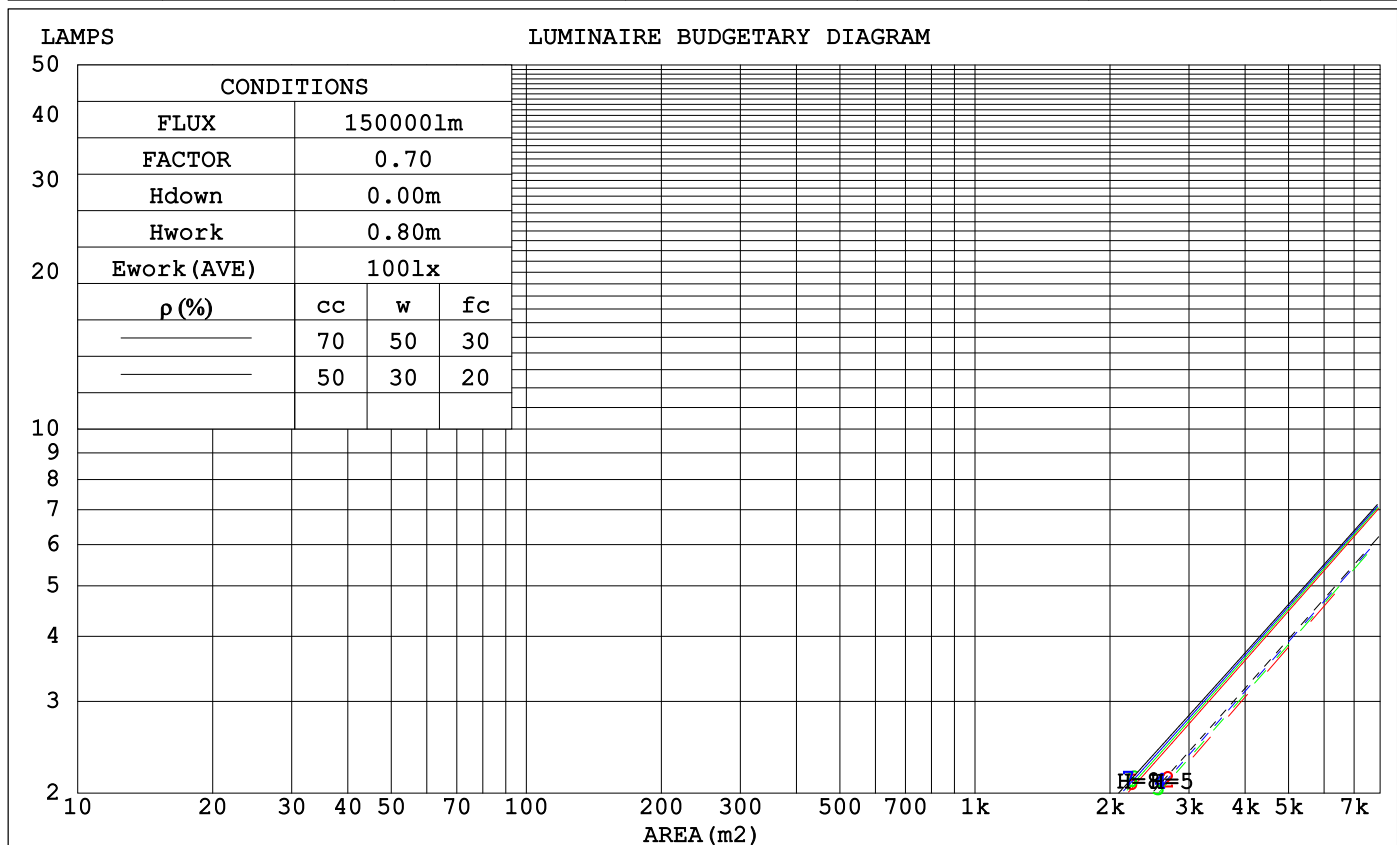 LAMPS LUMINAIRE BUDGETARY DIAGRAM
50
CONDITIONS
40
FLUX 150000lm
FACTOR 0.70
30
Hdown 0.00m
Hwork 0.80m
20
Ework(AVE) 100lx
ρ(%) cc w fc
70 50 30
50 30 20
10
9
8
7
6
5
4
3
2
H=8 H=5
10 20 30 40 50 70 100 200 300 500 700 1k 2k 3k 4k 5k 7k
AREA(m2)